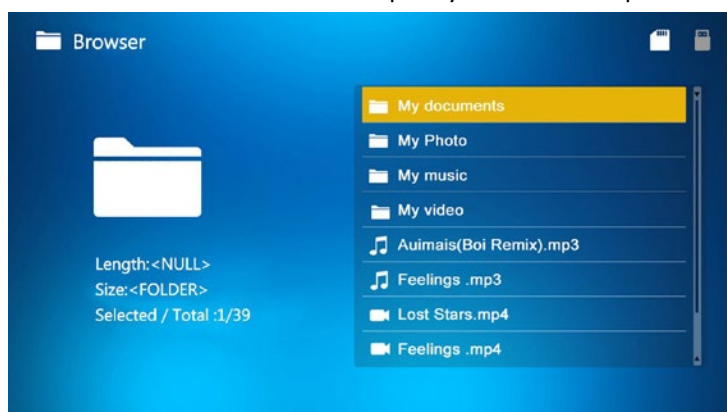 Browser
My documents
My Photo
My music
My video
Auimais(Boi Remix).mp3
Feelings .mp3
Lost Stars.mp4
Feelings .mp4
Length:<NULL>
Size:<FOLDER>
Selected / Total :1/39